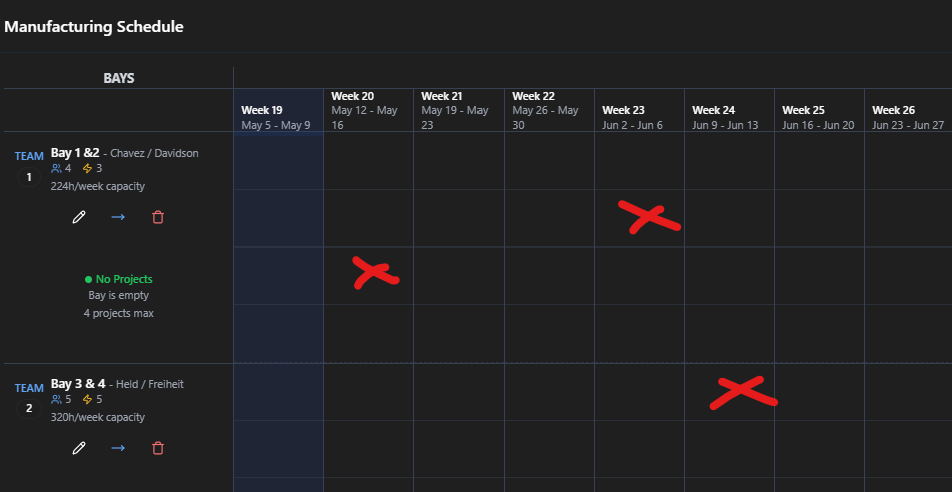 Manufacturing Schedule
BAYS
Week 19
May 5 - May 9
Week 20
May 12 - May
16
Week 21
May 19 - May
23
Week 22
May 26 - May
30
Week 23
Jun 2 - Jun 6
Week 24
Jun 9 - Jun 13
Week 25
Jun 16 - Jun 20
Week 26
Jun 23 - Jun 27
TEAM
1
Bay 1 &2 - Chavez / Davidson
4 3
224h/week capacity
No Projects
Bay is empty
4 projects max
TEAM
2
Bay 3 & 4 - Held / Freiheit
5 5
320h/week capacity